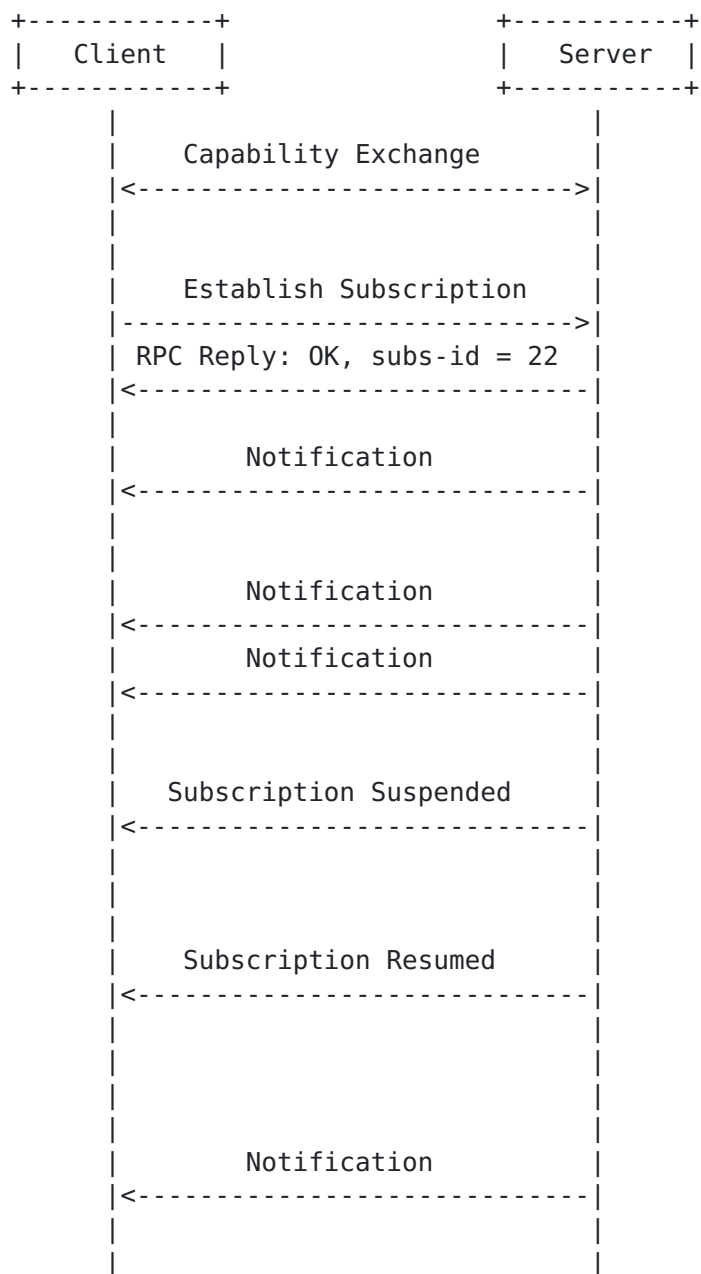 Client Server
Capability Exchange
Establish Subscription
RPC Reply: OK, subs-id = 22
Notification
Notification
Notification
Subscription Suspended
Subscription Resumed
Notification